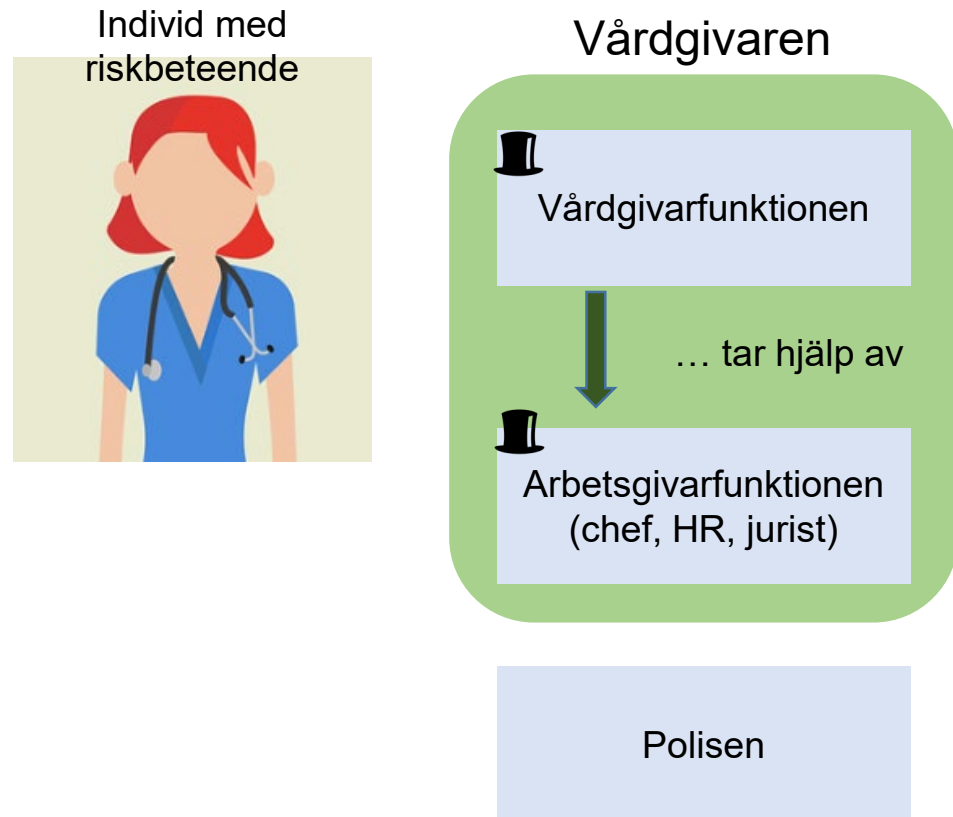 Individ med
riskbeteende
Vårdgivaren
Vårdgivarfunktionen
… tar hjälp av
Arbetsgivarfunktionen
(chef, HR, jurist)
Polisen